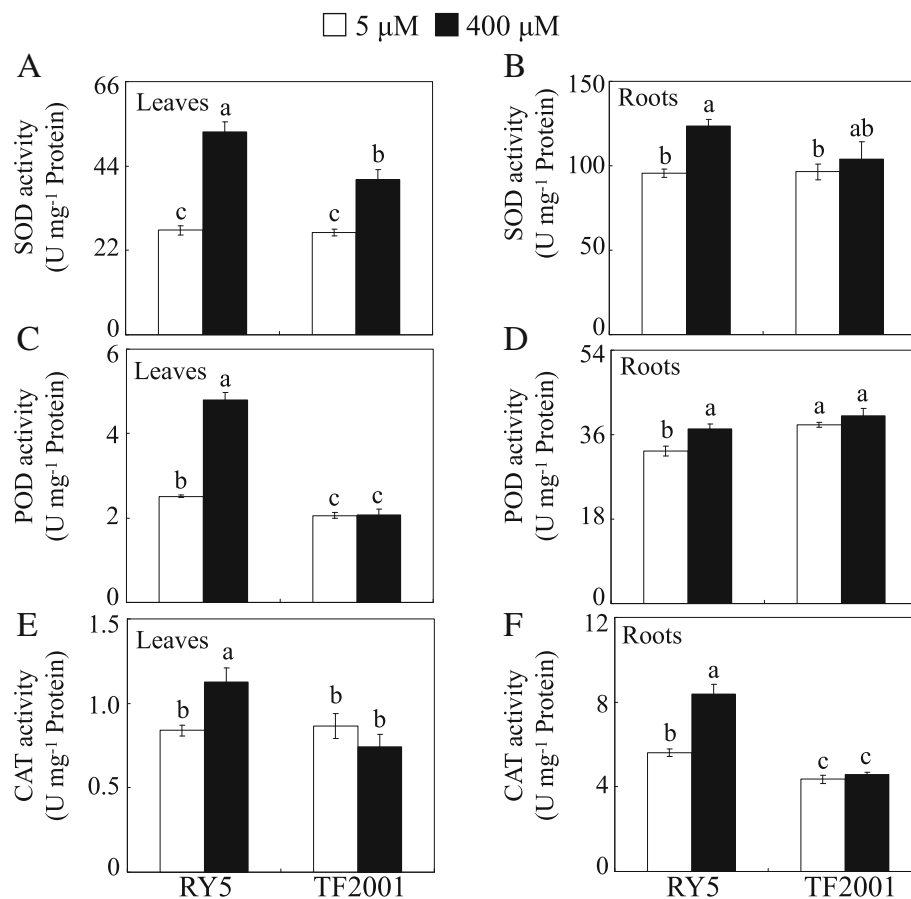 5 μM 400 μM
A
SOD activity
(U mg-1 Protein)
66
44
22
0
Leaves
c
a
c
b
B
SOD activity
(U mg-1 Protein)
150
100
50
0
Roots
b
a
b
ab
C
POD activity
(U mg-1 Protein)
6
4
2
0
Leaves
b
a
c
c
D
POD activity
(U mg-1 Protein)
54
36
18
0
Roots
b
a
a
a
E
CAT activity
(U mg-1 Protein)
1.5
1.0
0.5
0
Leaves
b
a
b
b
RY5 TF2001
F
CAT activity
(U mg-1 Protein)
12
8
4
0
Roots
b
a
c
c
RY5 TF2001